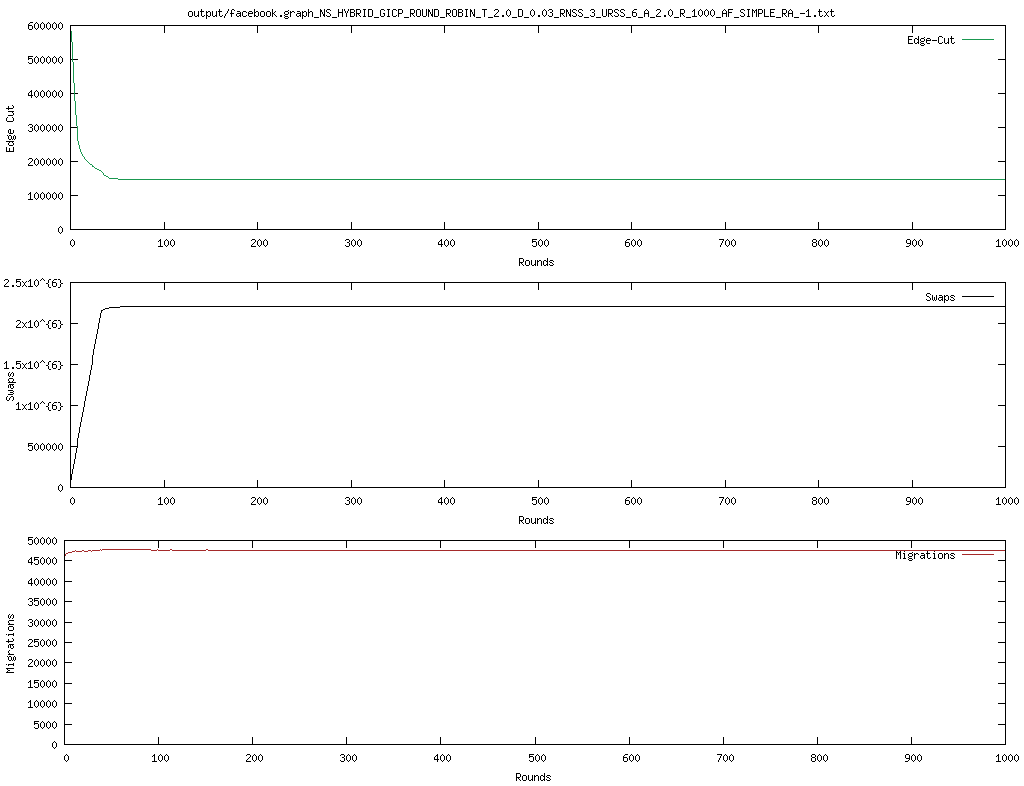 output/facebook.graph_NS_HYBRID_GICP_ROUND_ROBIN_T_2.0_D_0.03_RNSS_3_URSS_6_A_2.0_R_1000_AF_SIMPLE_RA_-1.txt
600000
500000
400000
300000
200000
100000
0
Edge Cut
Edge-Cut
0 100 200 300 400 500 600 700 800 900 1000
Rounds
2.5x10^{6}
2x10^{6}
1.5x10^{6}
1x10^{6}
500000
0
Swaps
Swaps
0 100 200 300 400 500 600 700 800 900 1000
Rounds
50000
45000
40000
35000
30000
25000
20000
15000
10000
5000
0
Migrations
Migrations
0 100 200 300 400 500 600 700 800 900 1000
Rounds